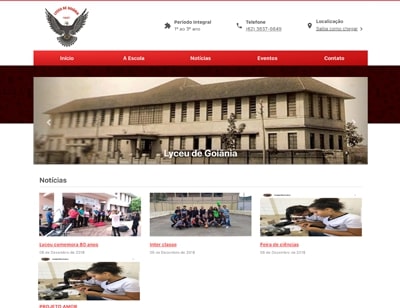 LYCEU DE GOIÂNIA
Período Integral
1º ao 3º ano
Telefone
(62) 3637-6645
Localização
Saiba como chegar
Início
A Escola
Notícias
Eventos
Contato
Lyceu de Goiânia
Notícias
Lyceu comemora 80 anos
06 de Dezembro de 2018
Inter classe
06 de Dezembro de 2018
Feira de ciências
06 de Dezembro de 2018
PROJETO AMOR